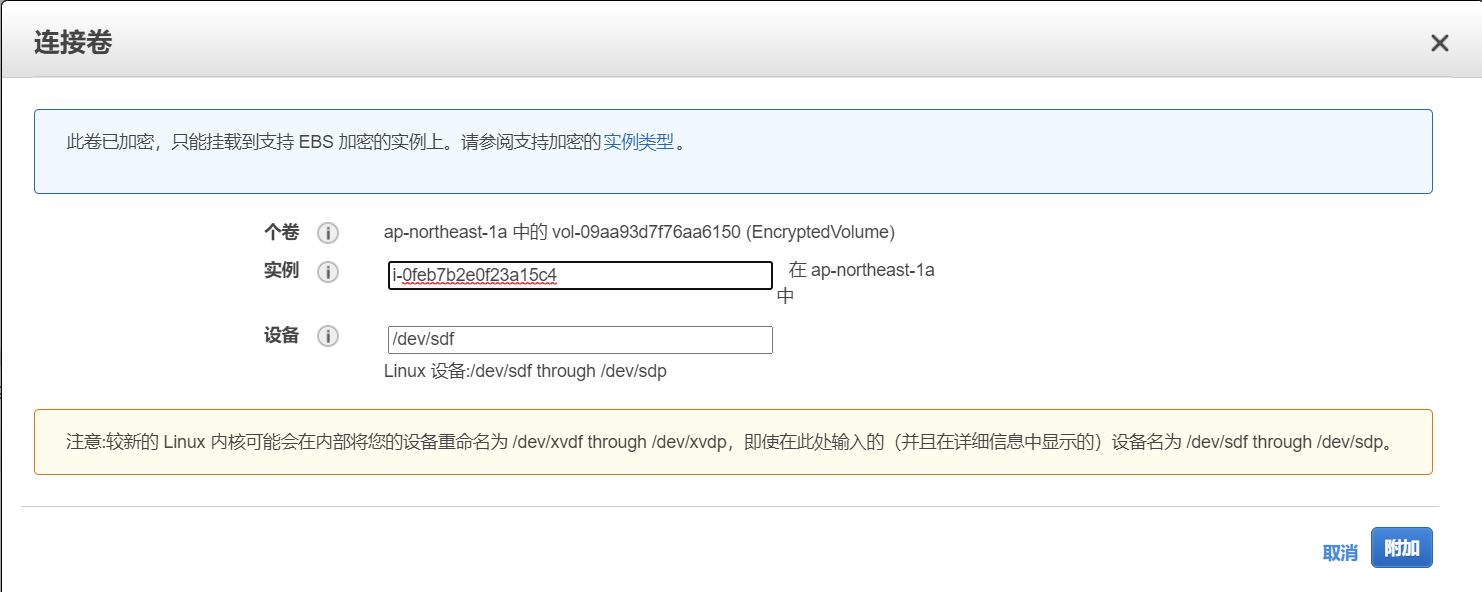 连接卷
此卷已加密，只能挂载到支持 EBS 加密的实例上。请参阅支持加密的实例类型。
个卷 i ap-northeast-1a 中的 vol-09aa93d7f76aa6150 (EncryptedVolume)
实例 i i-0feb7b2e0f23a15c4 在 ap-northeast-1a
中
设备 i /dev/sdf
Linux 设备:/dev/sdf through /dev/sdp
注意:较新的 Linux 内核可能会在内部将您的设备重命名为 /dev/xvdf through /dev/xvdp，即使在此处输入的（并且在详细信息中显示的）设备名为 /dev/sdf through /dev/sdp。
取消 附加